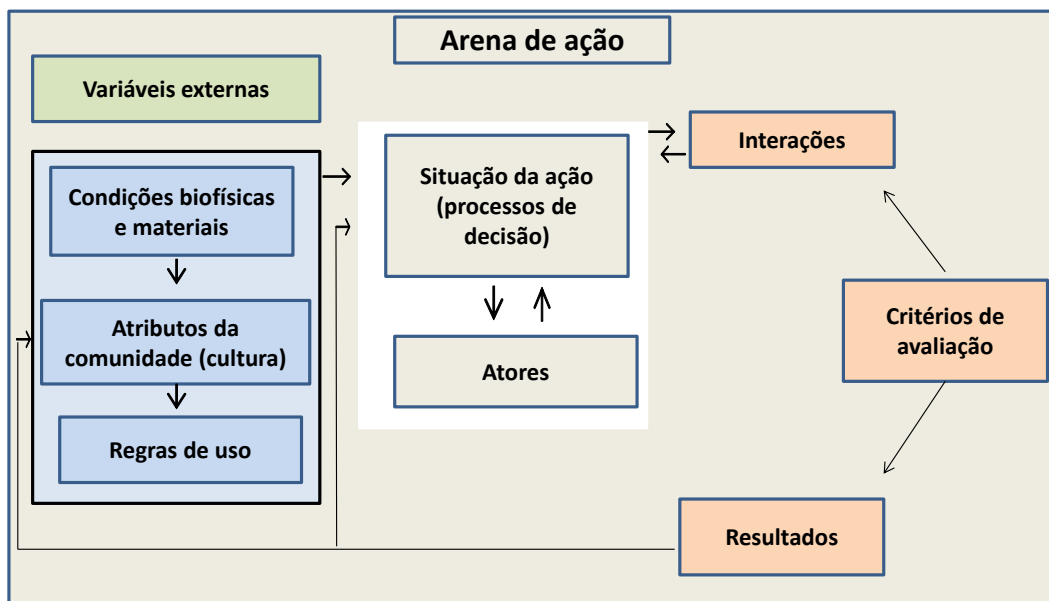 Arena de ação
Variáveis externas
Condições biofísicas
e materiais
Atributos da
comunidade (cultura)
Regras de uso
Situação da ação
(processos de
decisão)
Atores
Interações
Critérios de
avaliação
Resultados